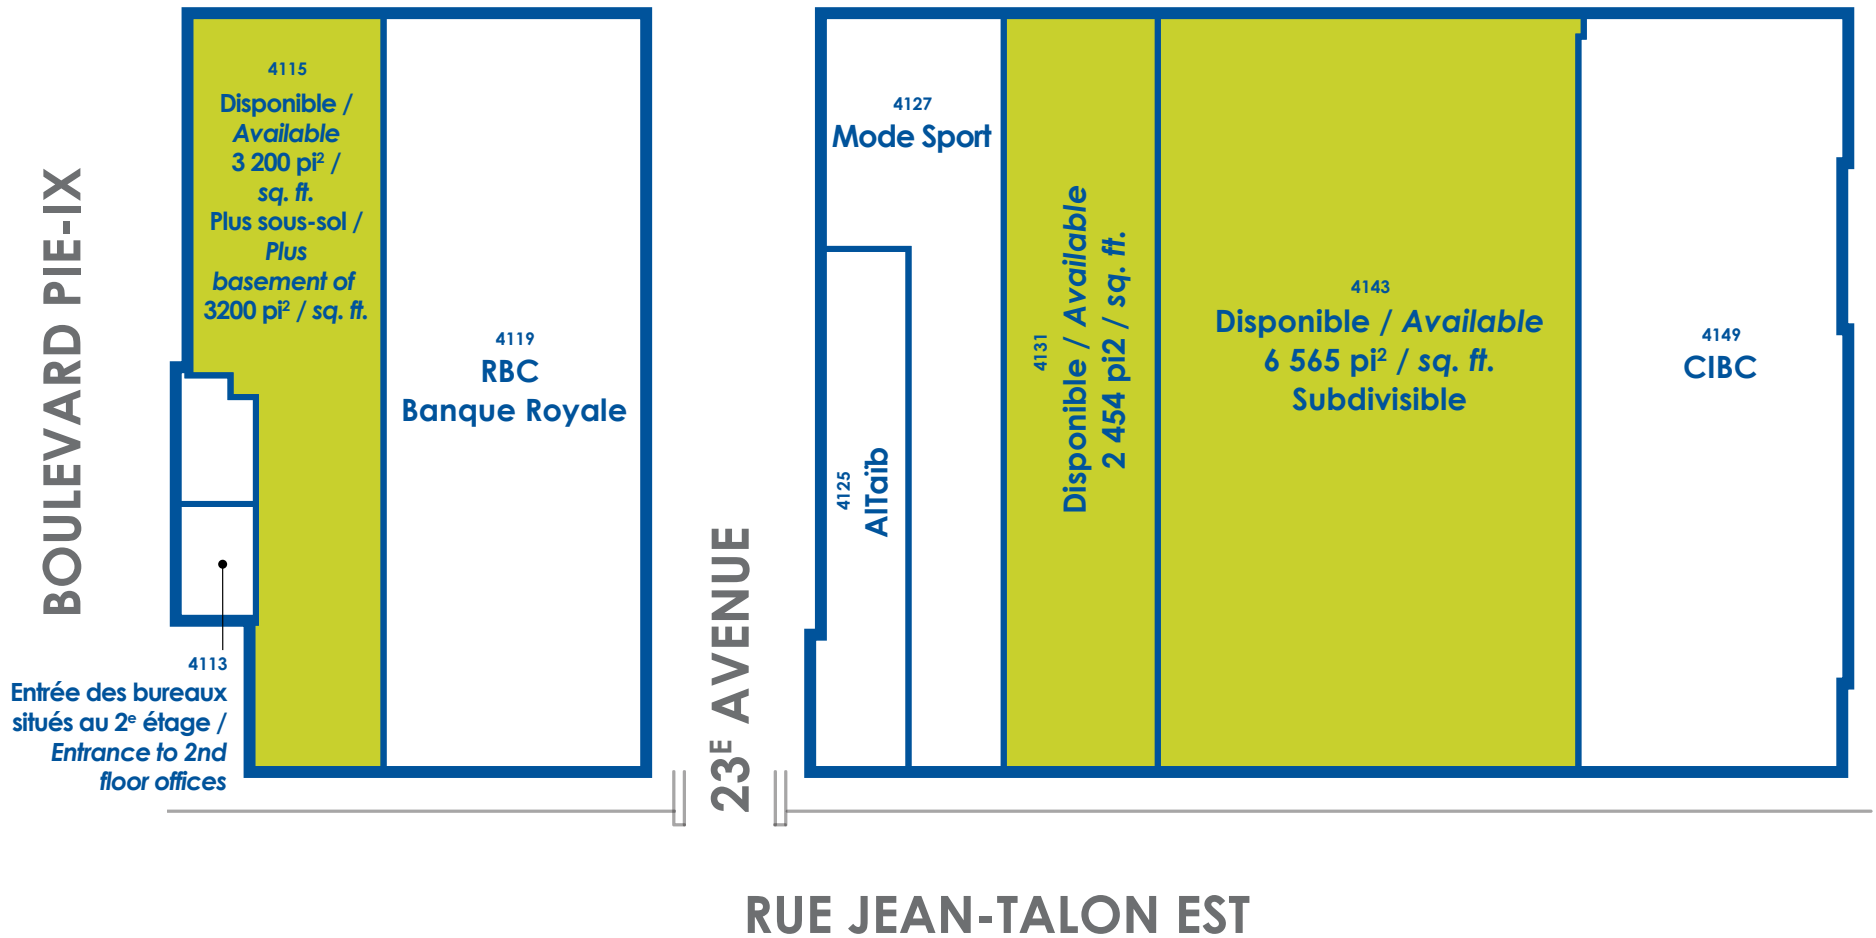 BOULEVARD PIE-IX
4115
Disponible /
Available
3 200 pi² /
sq. ft.
Plus sous-sol /
Plus
basement of
3200 pi² / sq. ft.
4119
RBC
Banque Royale
4113
Entrée des bureaux
situés au 2e étage /
Entrance to 2nd
floor offices
23E AVENUE
4127
Mode Sport
4125
AlTaïb
4131
Disponible / Available
2 454 pi2 / sq. ft.
4143
Disponible / Available
6 565 pi² / sq. ft.
Subdivisible
4149
CIBC
RUE JEAN-TALON EST